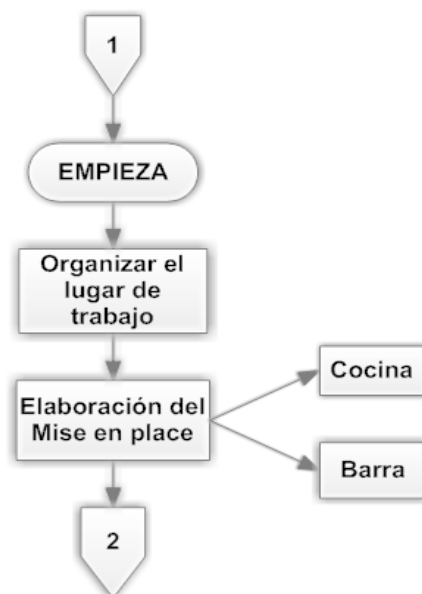 1
EMPIEZA
Organizar el
lugar de
trabajo
Elaboración del
Mise en place
Cocina
Barra
2